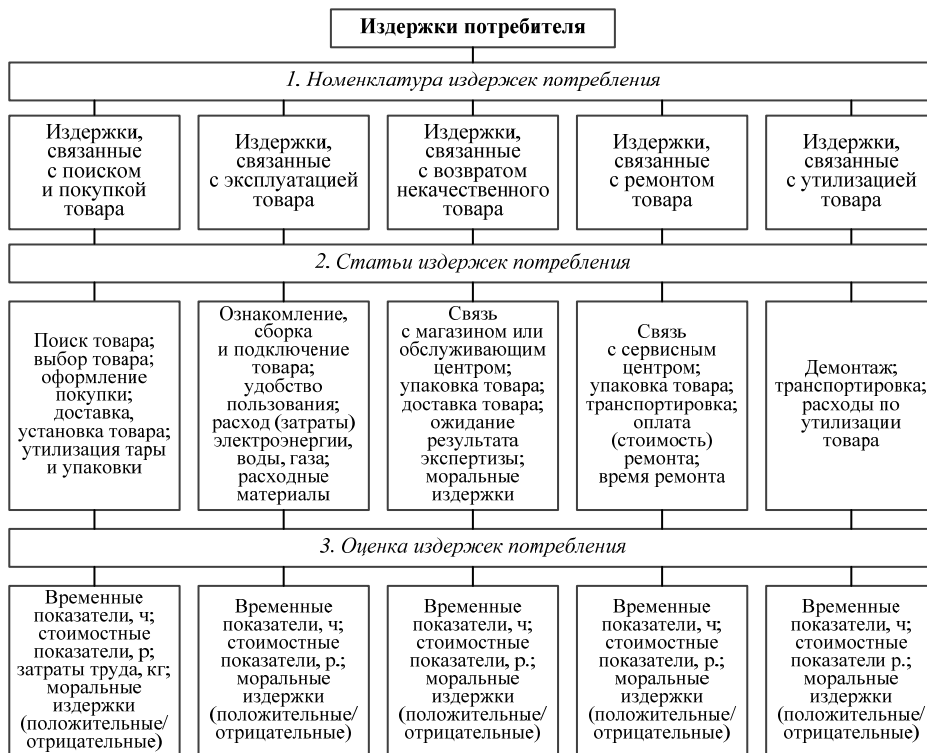 Издержки потребителя
1. Номенклатура издержек потребления
Издержки,
связанные
с поиском
и покупкой
товара
Издержки,
связанные
с эксплуатацией
товара
Издержки,
связанные
с возвратом
некачественного
товара
Издержки,
связанные
с ремонтом
товара
Издержки,
связанные
с утилизацией
товара
2. Статьи издержек потребления
Поиск товара;
выбор товара;
оформление
покупки;
доставка,
установка товара;
утилизация тары
и упаковки
Ознакомление,
сборка
и подключение
товара;
удобство
пользования;
расход (затраты)
электроэнергии,
воды, газа;
расходные
материалы
Связь
с магазином или
обслуживающим
центром;
упаковка товара;
доставка товара;
ожидание
результата
экспертизы;
моральные
издержки
Связь
с сервисным
центром;
упаковка товара;
транспортировка;
оплата
(стоимость)
ремонта;
время ремонта
Демонтаж;
транспортировка;
расходы по
утилизации
товара
3. Оценка издержек потребления
Временные
показатели, ч;
стоимостные
показатели, р;
затраты труда, кг;
моральные
издержки
(положительные/
отрицательные)
Временные
показатели, ч;
стоимостные
показатели, р.;
моральные
издержки
(положительные/
отрицательные)
Временные
показатели, ч;
стоимостные
показатели, р.;
моральные
издержки
(положительные/
отрицательные)
Временные
показатели, ч;
стоимостные
показатели, р.;
моральные
издержки
(положительные/
отрицательные)
Временные
показатели, ч;
стоимостные
показатели р.;
моральные
издержки
(положительные/
отрицательные)